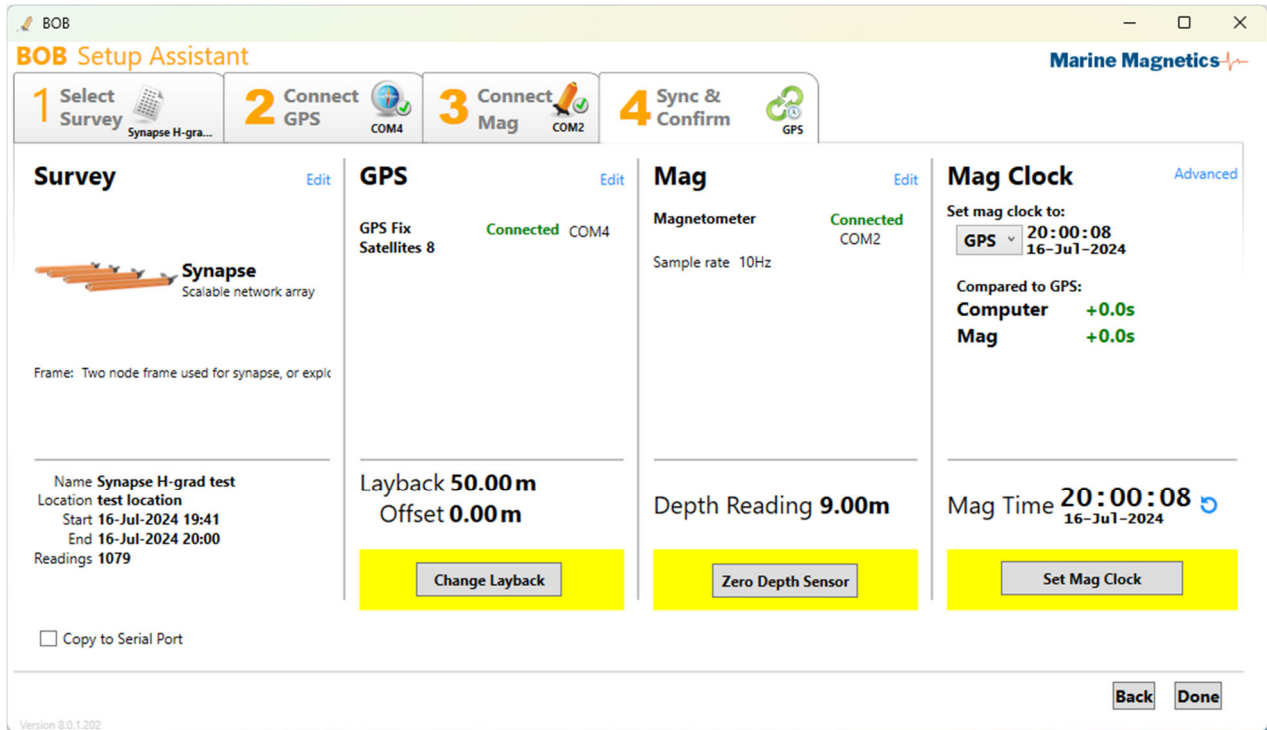 BOB
BOB Setup Assistant
Marine Magnetics
1 Select Survey Synapse H-gra...
2 Connect GPS COM4
3 Connect Mag COM2
4 Sync & Confirm GPS
Survey Edit
Synapse
Scalable network array
Frame: Two node frame used for synapse, or explo
Name Synapse H-grad test
Location test location
Start 16-Jul-2024 19:41
End 16-Jul-2024 20:00
Readings 1079
GPS Edit
GPS Fix Connected COM4
Satellites 8
Layback 50.00 m
Offset 0.00 m
Change Layback
Mag Edit
Magnetometer Connected
COM2
Sample rate 10Hz
Depth Reading 9.00m
Zero Depth Sensor
Mag Clock Advanced
Set mag clock to:
GPS 20:00:08
16-Jul-2024
Compared to GPS:
Computer +0.0s
Mag +0.0s
Mag Time 20:00:08
16-Jul-2024
Set Mag Clock
Copy to Serial Port
Back Done
Version 8.0.1.202